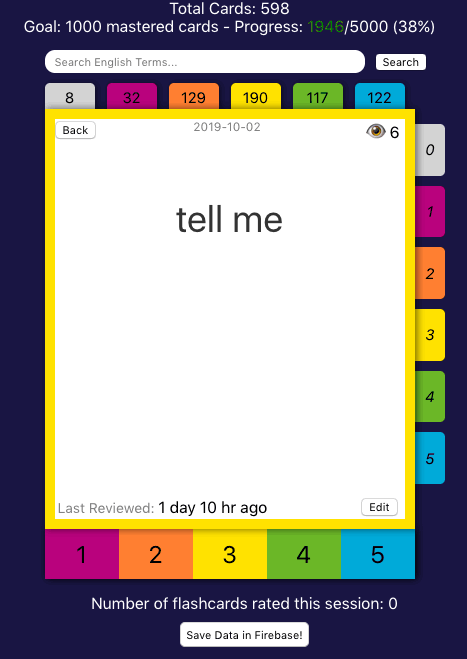 Total Cards: 598
Goal: 1000 mastered cards - Progress: 1946/5000 (38%)
Search English Terms...
Search
8 32 129 190 117 122
Back
2019-10-02
6
0
1
tell me
2
3
4
5
Last Reviewed: 1 day 10 hr ago
Edit
1 2 3 4 5
Number of flashcards rated this session: 0
Save Data in Firebase!